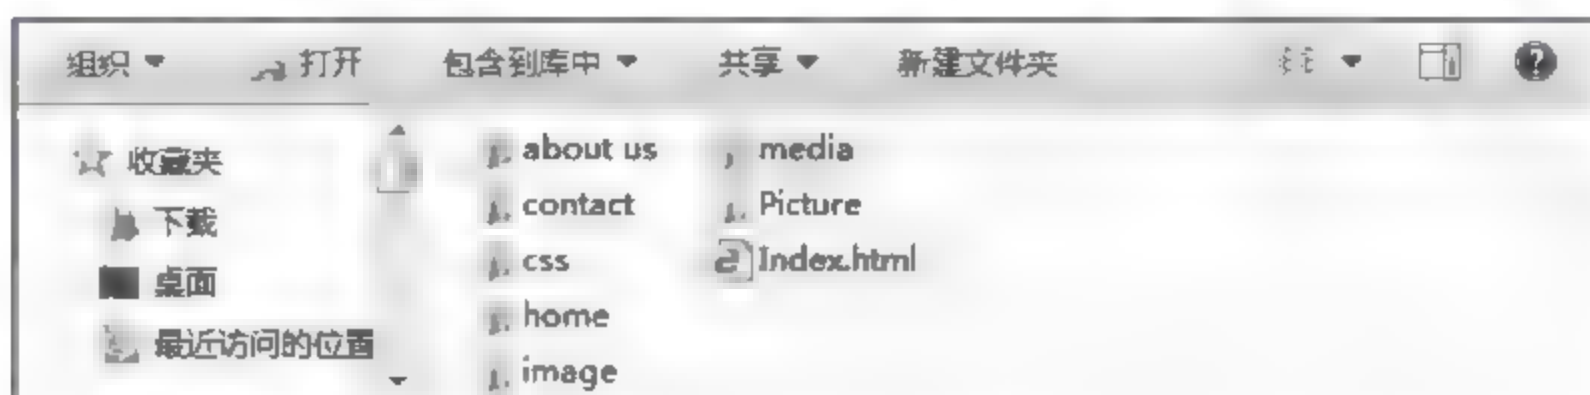 组织 打开 包含到库中 共享 新建文件夹
收藏夹
下载
桌面
最近访问的位置
about us
contact
css
home
image
media
Picture
Index.html